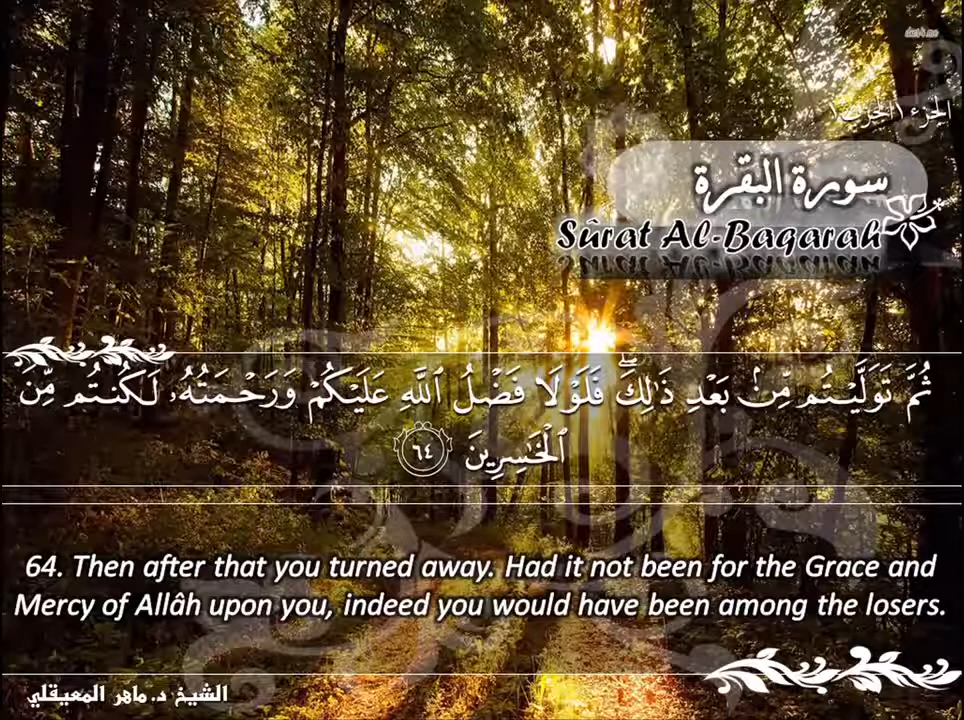 الجزء ١ الحزب ١
سورة البقرة
Sûrat Al-Baqarah
ثُمَّ تَوَلَّيْتُم مِّنۢ بَعْدِ ذَٰلِكَ ۖ فَلَوْلَا فَضْلُ ٱللَّهِ عَلَيْكُمْ وَرَحْمَتُهُۥ لَكُنتُم مِّنَ
ٱلْخَٰسِرِينَ ٦٤
64. Then after that you turned away. Had it not been for the Grace and
Mercy of Allâh upon you, indeed you would have been among the losers.
الشيخ د. ماهر المعيقلي